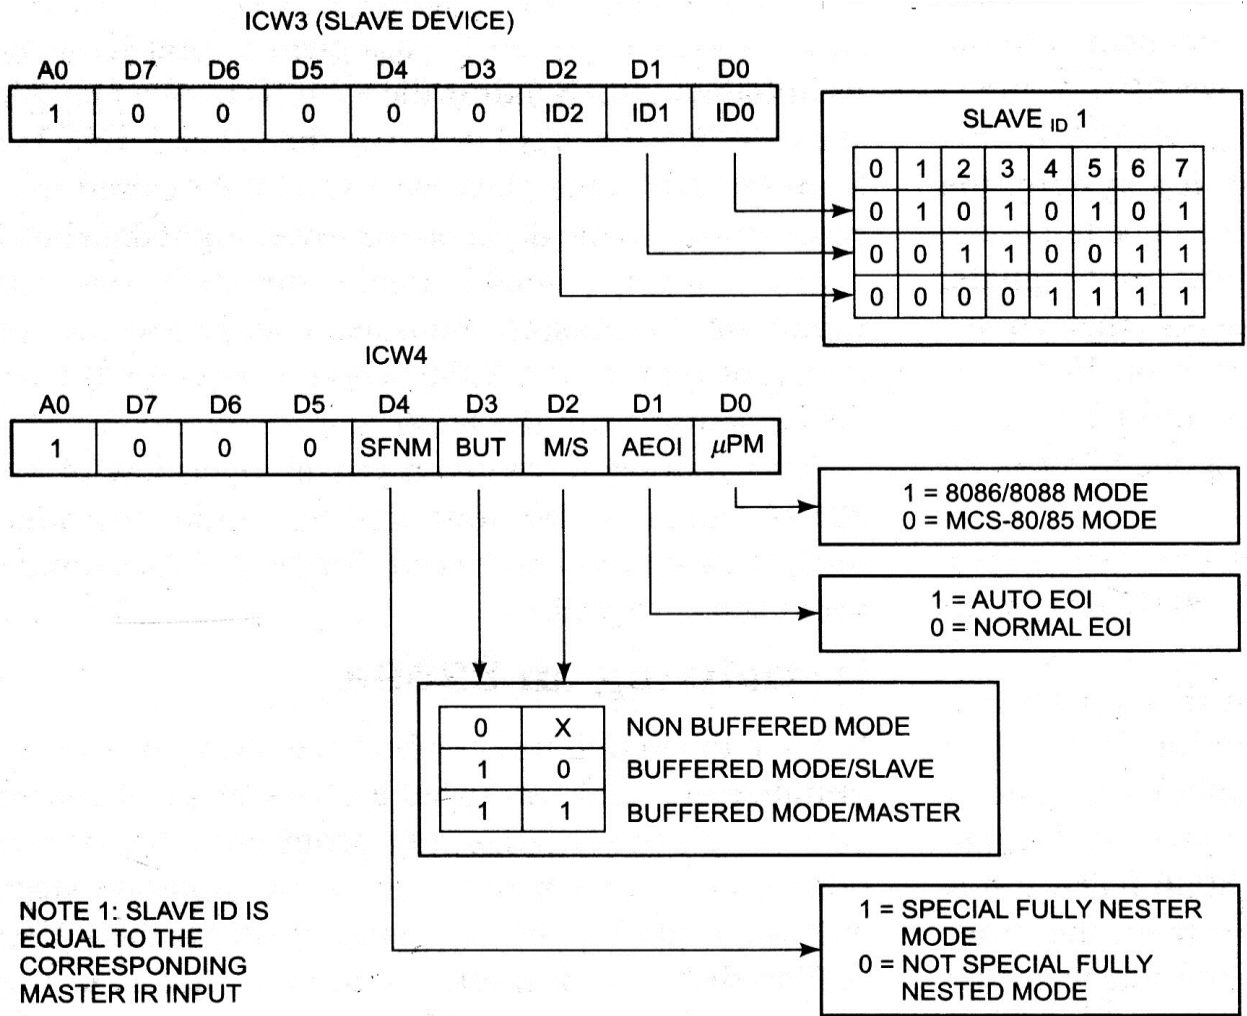 ICW3 (SLAVE DEVICE)
A0 D7 D6 D5 D4 D3 D2 D1 D0
1 0 0 0 0 0 ID2 ID1 ID0
SLAVE ID 1
0 1 2 3 4 5 6 7
0 1 0 1 0 1 0 1
0 0 1 1 0 0 1 1
0 0 0 0 1 1 1 1
ICW4
A0 D7 D6 D5 D4 D3 D2 D1 D0
1 0 0 0 SFNM BUT M/S AEOI μPM
1 = 8086/8088 MODE
0 = MCS-80/85 MODE
1 = AUTO EOI
0 = NORMAL EOI
0 X NON BUFFERED MODE
1 0 BUFFERED MODE/SLAVE
1 1 BUFFERED MODE/MASTER
1 = SPECIAL FULLY NESTER
MODE
0 = NOT SPECIAL FULLY
NESTED MODE
NOTE 1: SLAVE ID IS
EQUAL TO THE
CORRESPONDING
MASTER IR INPUT